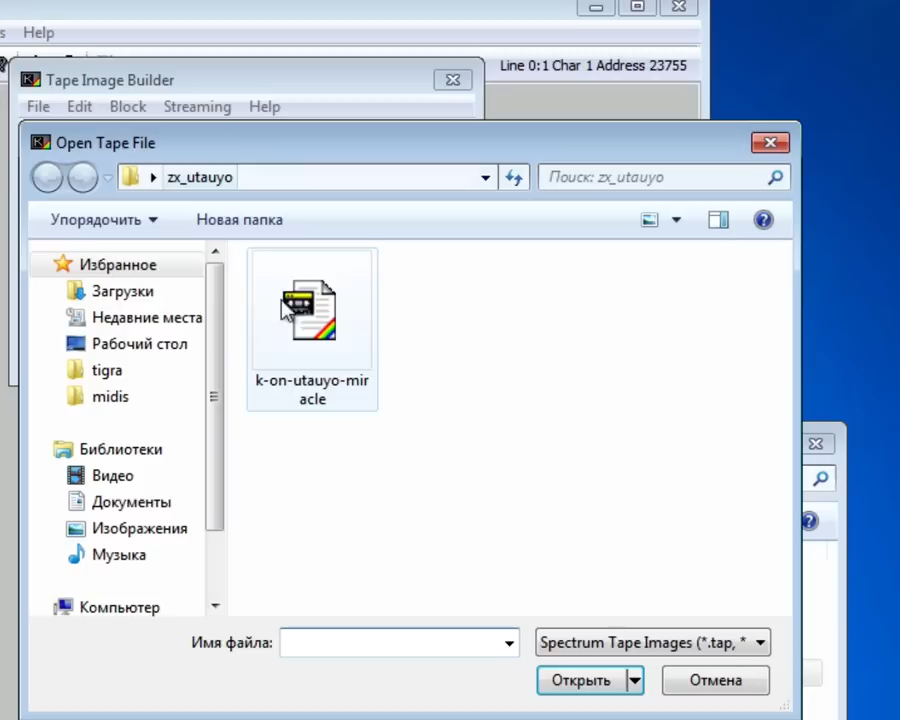 s Help
Line 0:1 Char 1 Address 23755
Tape Image Builder
File Edit Block Streaming Help
Open Tape File
zx_utauyo
Поиск: zx_utauyo
Упорядочить Новая папка
Избранное
Загрузки
Недавние места
Рабочий стол
tigra
midis
Библиотеки
Видео
Документы
Изображения
Музыка
Компьютер
k-on-utauyo-mir
acle
Имя файла:
Spectrum Tape Images (*.tap, *
Открыть Отмена